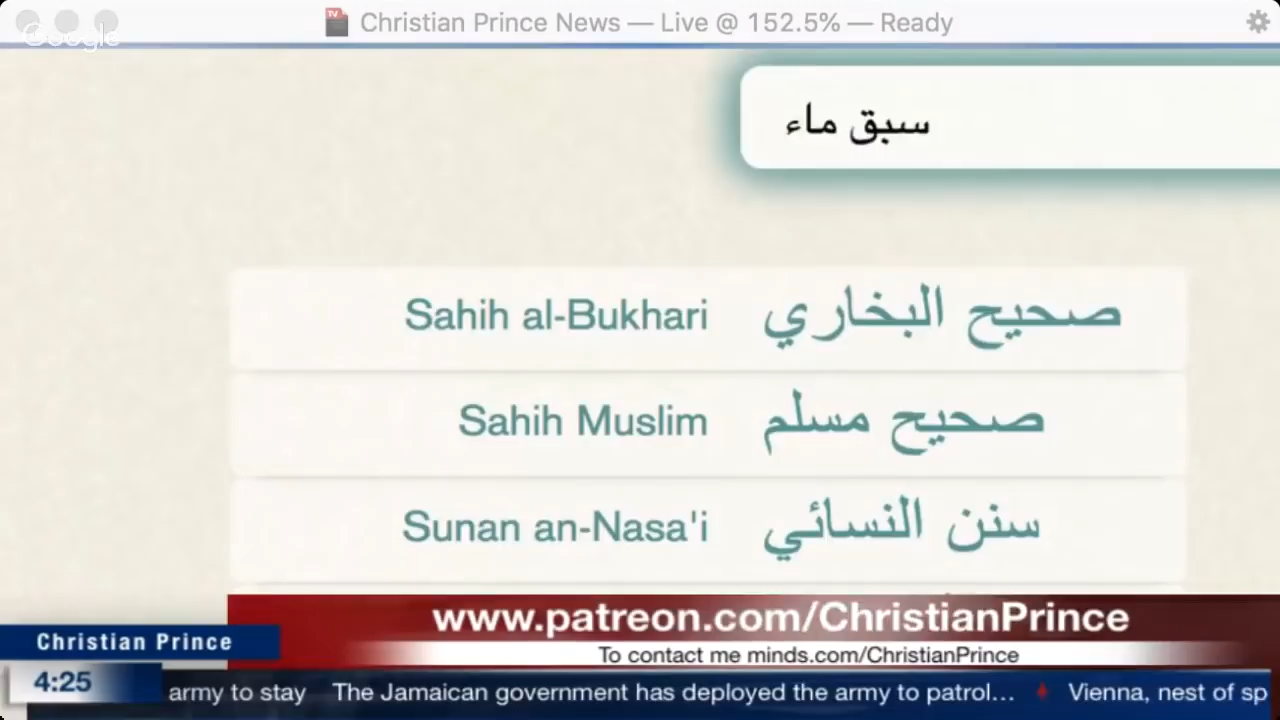 Christian Prince News — Live @ 152.5% — Ready
Google
سبق ماء
Sahih al-Bukhari صحيح البخاري
Sahih Muslim صحيح مسلم
Sunan an-Nasa'i سنن النسائي
www.patreon.com/ChristianPrince
To contact me minds.com/ChristianPrince
Christian Prince
4:25 army to stay The Jamaican government has deployed the army to patrol... Vienna, nest of sp